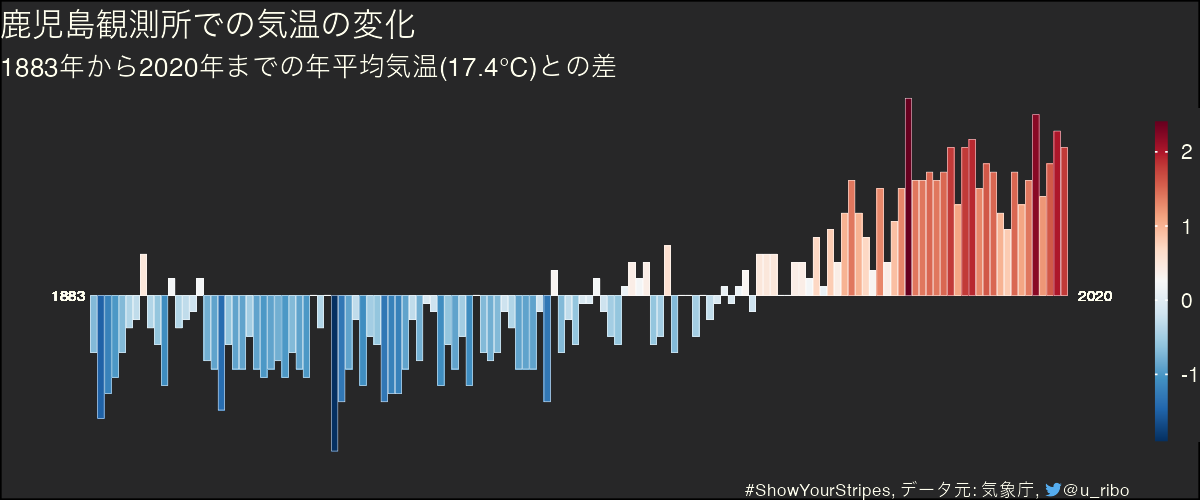 鹿児島観測所での気温の変化
1883年から2020年までの年平均気温(17.4°C)との差
2
1
0
-1
1883
2020
#ShowYourStripes, データ元: 気象庁, @u_ribo